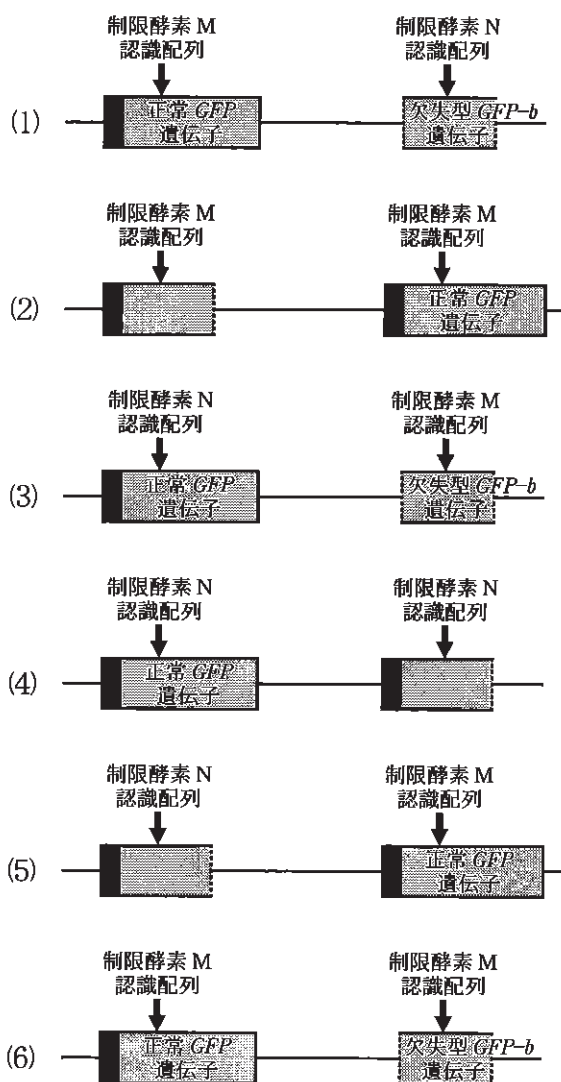 制限酵素 M 制限酵素 N
認識配列 認識配列
(1) 正常 GFP 欠失型 GFP-b
遺伝子 遺伝子
制限酵素 M 制限酵素 M
認識配列 認識配列
(2) 正常 GFP
遺伝子
制限酵素 N 制限酵素 M
認識配列 認識配列
(3) 正常 GFP 欠失型 GFP-b
遺伝子 遺伝子
制限酵素 N 制限酵素 N
認識配列 認識配列
(4) 正常 GFP
遺伝子
制限酵素 N 制限酵素 M
認識配列 認識配列
(5) 正常 GFP
遺伝子
制限酵素 M 制限酵素 M
認識配列 認識配列
(6) 正常 GFP 欠失型 GFP-b
遺伝子 遺伝子